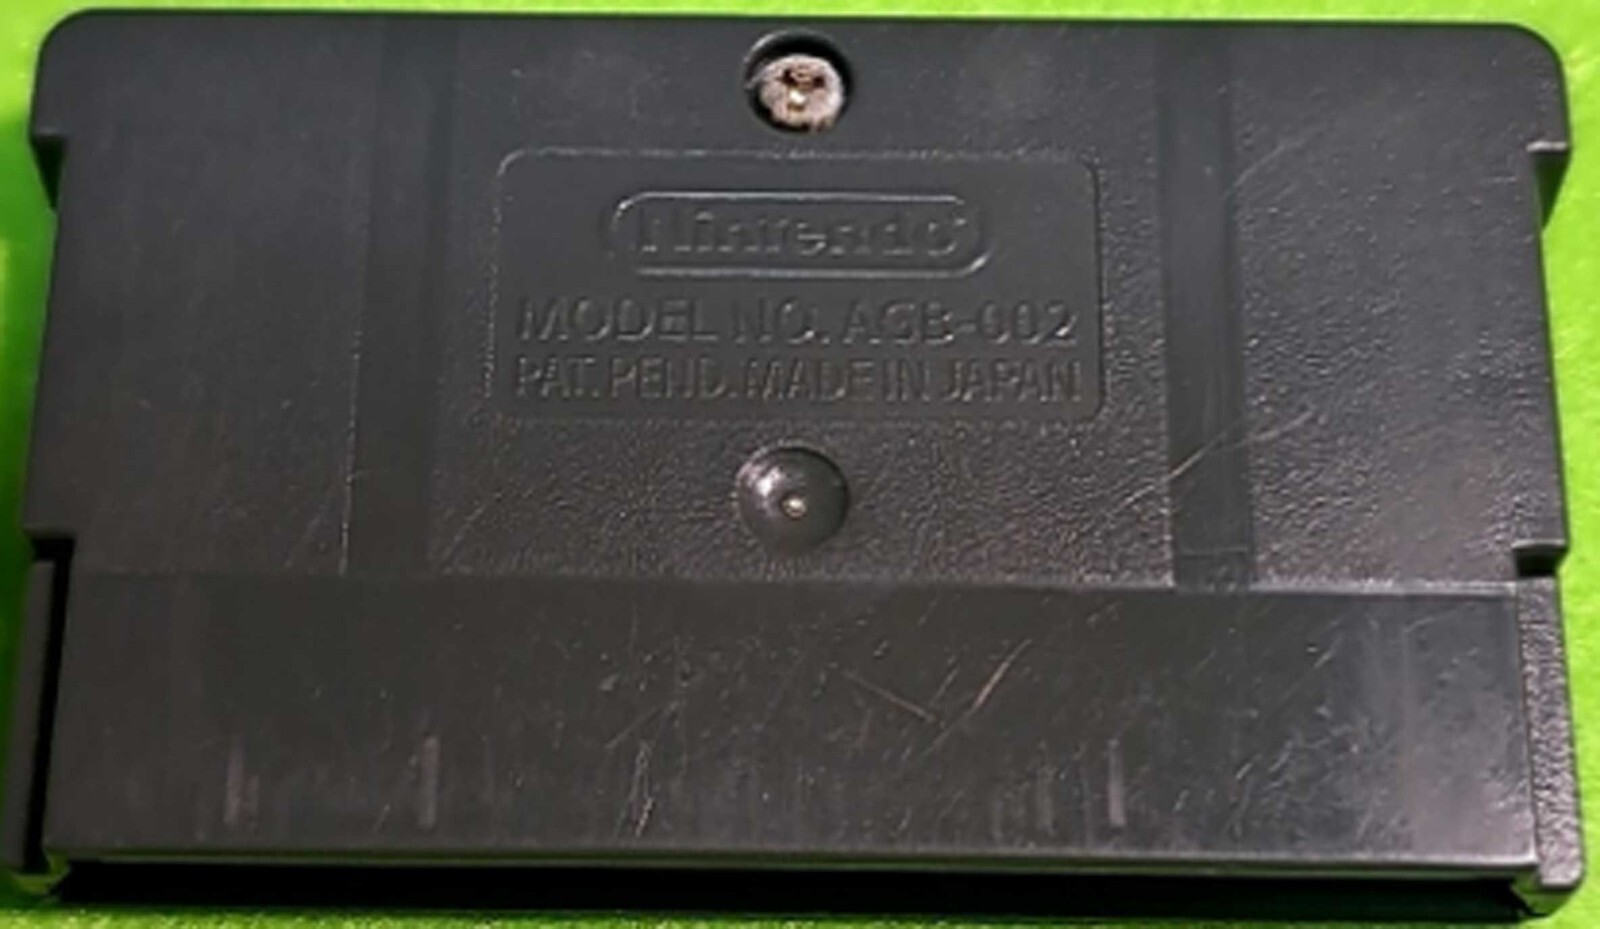 Nintendo
MODEL NO. AGB-002
PAT. PEND. MADE IN JAPAN